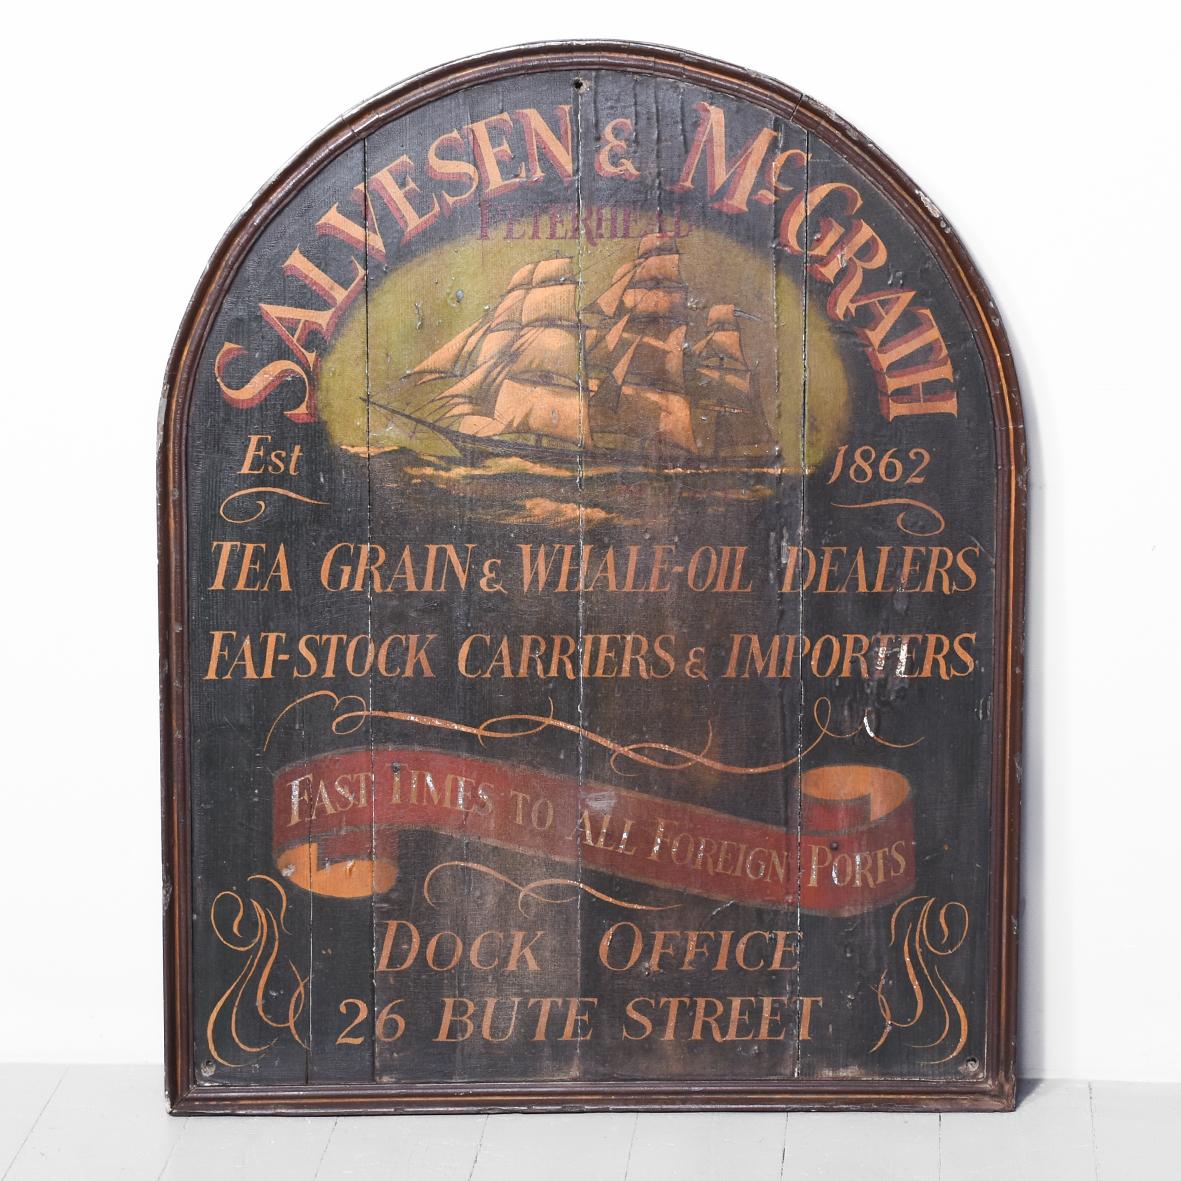 SALVESEN & McGRATH
PETERHEAD
Est 1862
TEA GRAIN & WHALE-OIL DEALERS
FAT-STOCK CARRIERS & IMPORTERS
FAST TIMES TO ALL FOREIGN PORTS
DOCK OFFICE
26 BUTE STREET